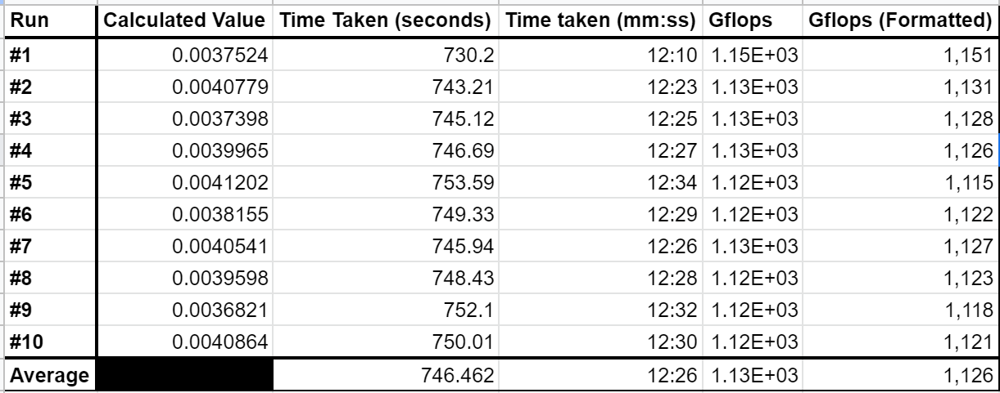 Run Calculated Value Time Taken (seconds) Time taken (mm:ss) Gflops Gflops (Formatted)
#1 0.0037524 730.2 12:10 1.15E+03 1,151
#2 0.0040779 743.21 12:23 1.13E+03 1,131
#3 0.0037398 745.12 12:25 1.13E+03 1,128
#4 0.0039965 746.69 12:27 1.13E+03 1,126
#5 0.0041202 753.59 12:34 1.12E+03 1,115
#6 0.0038155 749.33 12:29 1.12E+03 1,122
#7 0.0040541 745.94 12:26 1.13E+03 1,127
#8 0.0039598 748.43 12:28 1.12E+03 1,123
#9 0.0036821 752.1 12:32 1.12E+03 1,118
#10 0.0040864 750.01 12:30 1.12E+03 1,121
Average 746.462 12:26 1.13E+03 1,126